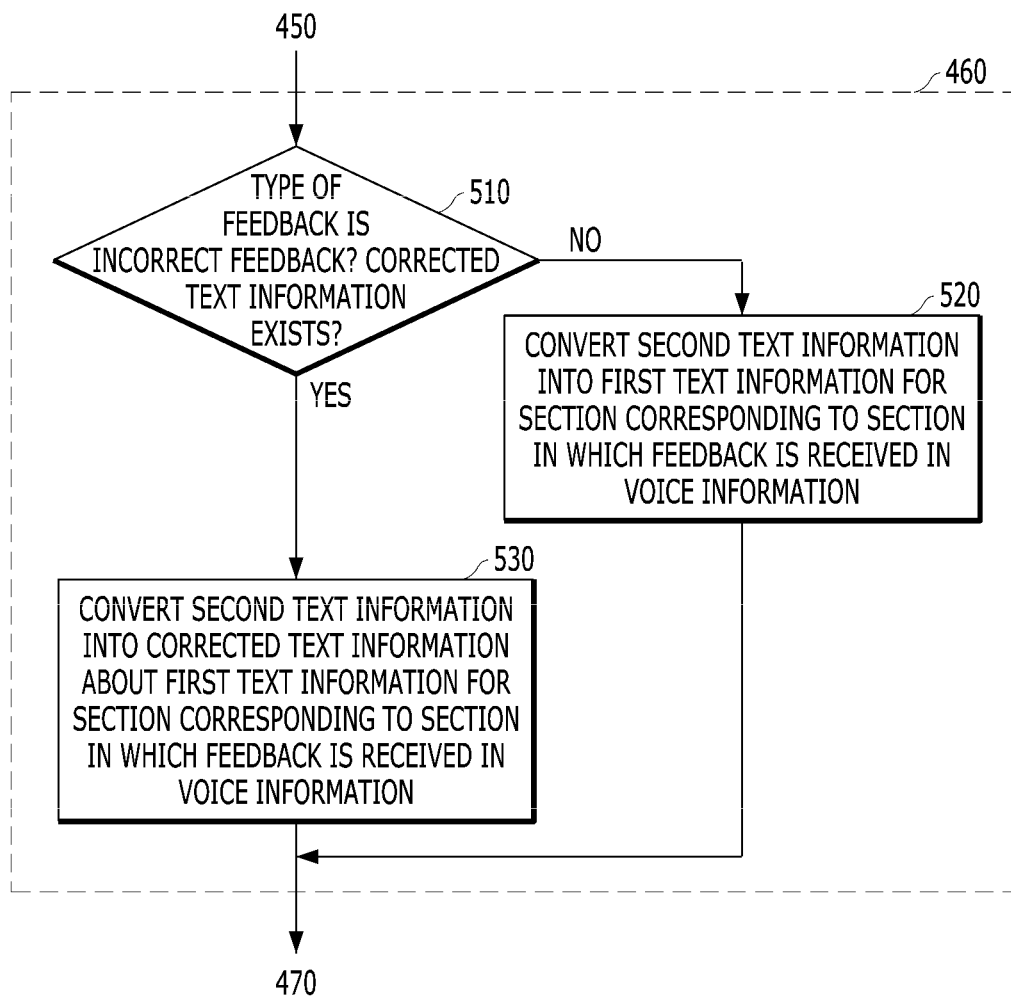 450
460
TYPE OF
FEEDBACK IS
INCORRECT FEEDBACK? CORRECTED
TEXT INFORMATION
EXISTS?
510
NO
YES
520
CONVERT SECOND TEXT INFORMATION
INTO FIRST TEXT INFORMATION FOR
SECTION CORRESPONDING TO SECTION
IN WHICH FEEDBACK IS RECEIVED IN
VOICE INFORMATION
530
CONVERT SECOND TEXT INFORMATION
INTO CORRECTED TEXT INFORMATION
ABOUT FIRST TEXT INFORMATION FOR
SECTION CORRESPONDING TO SECTION
IN WHICH FEEDBACK IS RECEIVED IN
VOICE INFORMATION
470